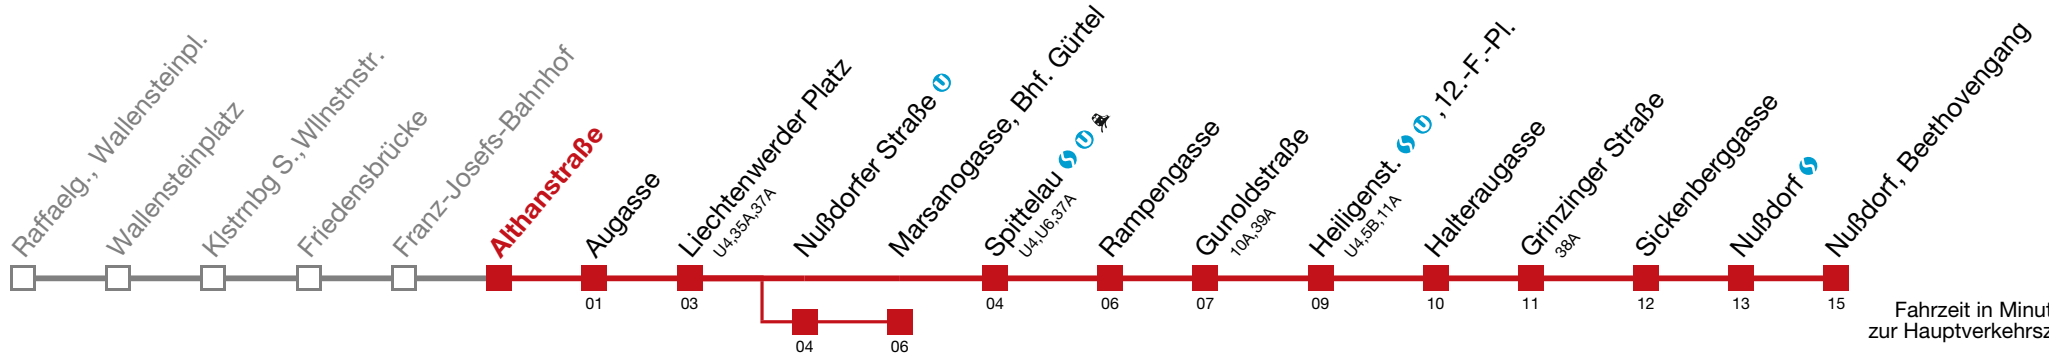 Raffaelg., Wallensteinpl.
Wallensteinplatz
Klstrnbg S., Wllnstnstr.
Friedensbrücke
Franz-Josefs-Bahnhof
Althanstraße
Augasse
Liechtenwerder Platz
U4,35A,37A
Nußdorfer Straße U
Marsanogasse, Bhf. Gürtel
Spittelau S U
U4,U6,37A
Rampengasse
Gunoldstraße
10A,39A
Heiligenst. S U , 12.-F.-Pl.
U4,5B,11A
Halteraugasse
Grinzinger Straße
38A
Sickenberggasse
Nußdorf S
Nußdorf, Beethovengang
01
03
04
06
07
09
10
11
12
13
15
04
06
Fahrzeit in Minut
zur Hauptverkehrsz